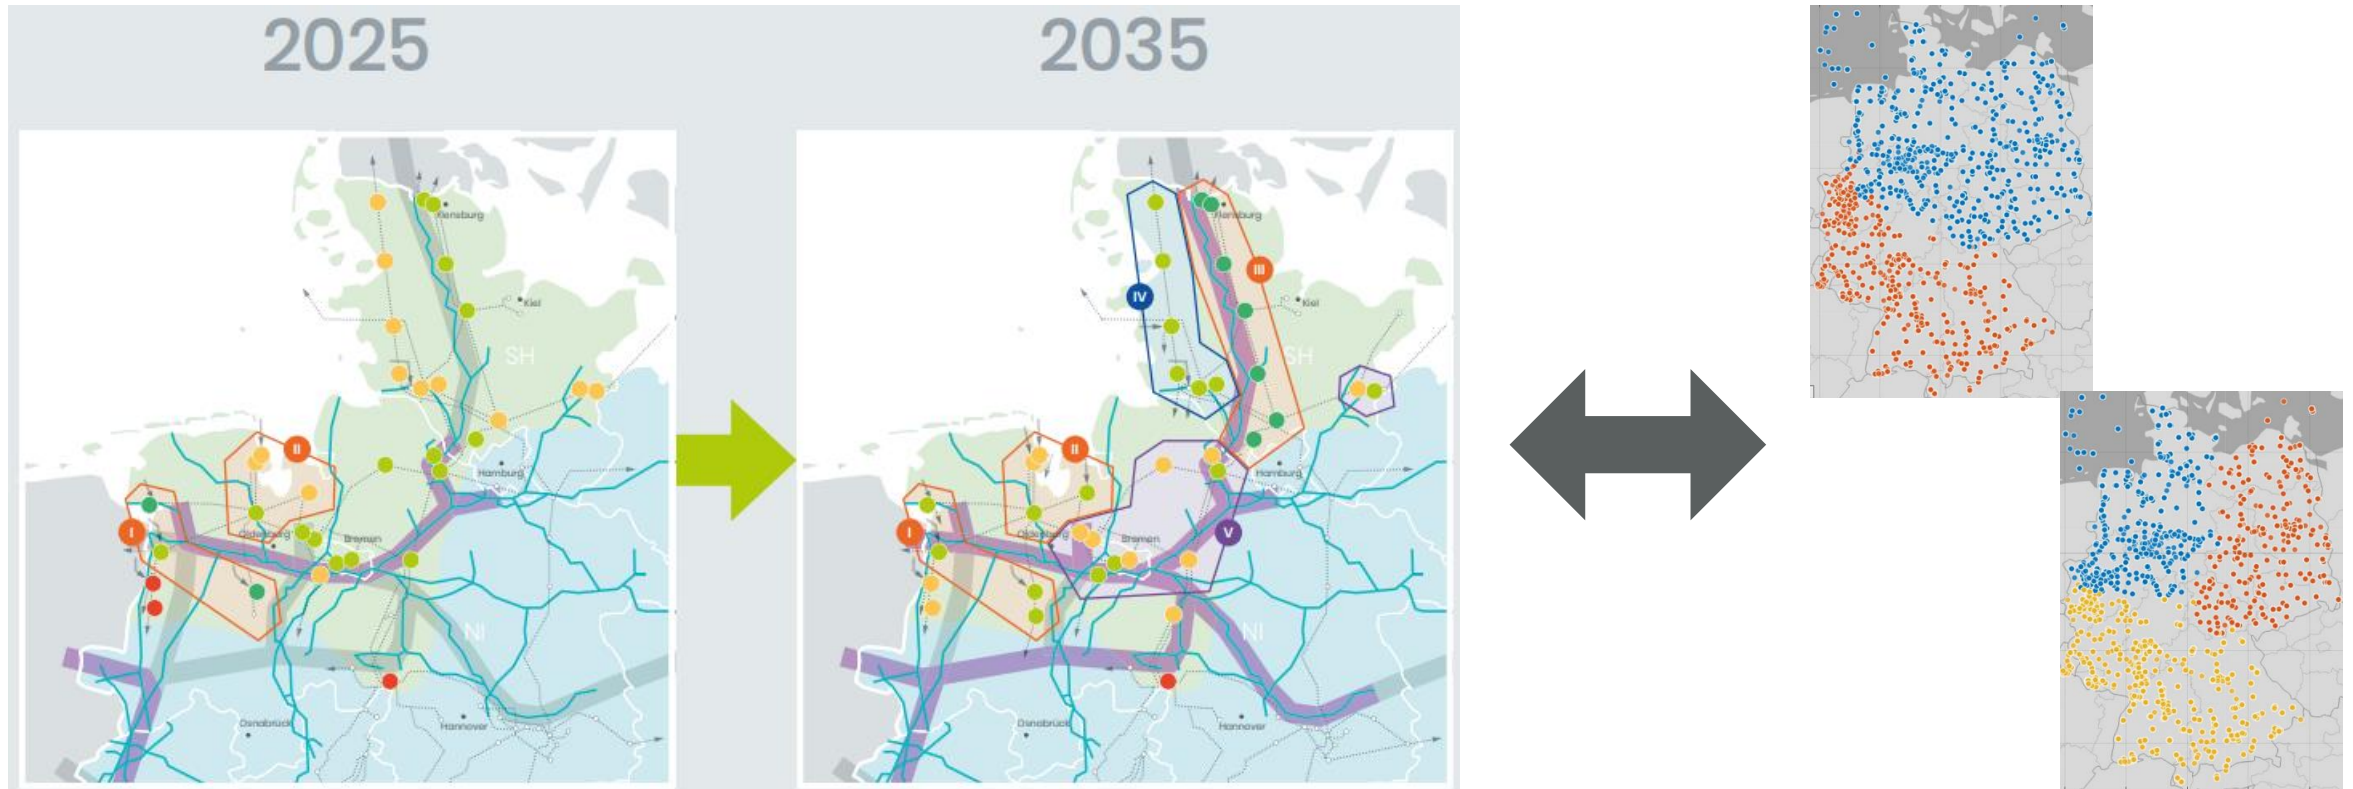 2025
2035
Flensburg
Kiel
SH
Hamburg
II
I
Oldenburg
Bremen
NI
Osnabrück
Hannover
Flensburg
III
IV
Kiel
SH
Hamburg
II
I
Oldenburg
Bremen
V
NI
Osnabrück
Hannover